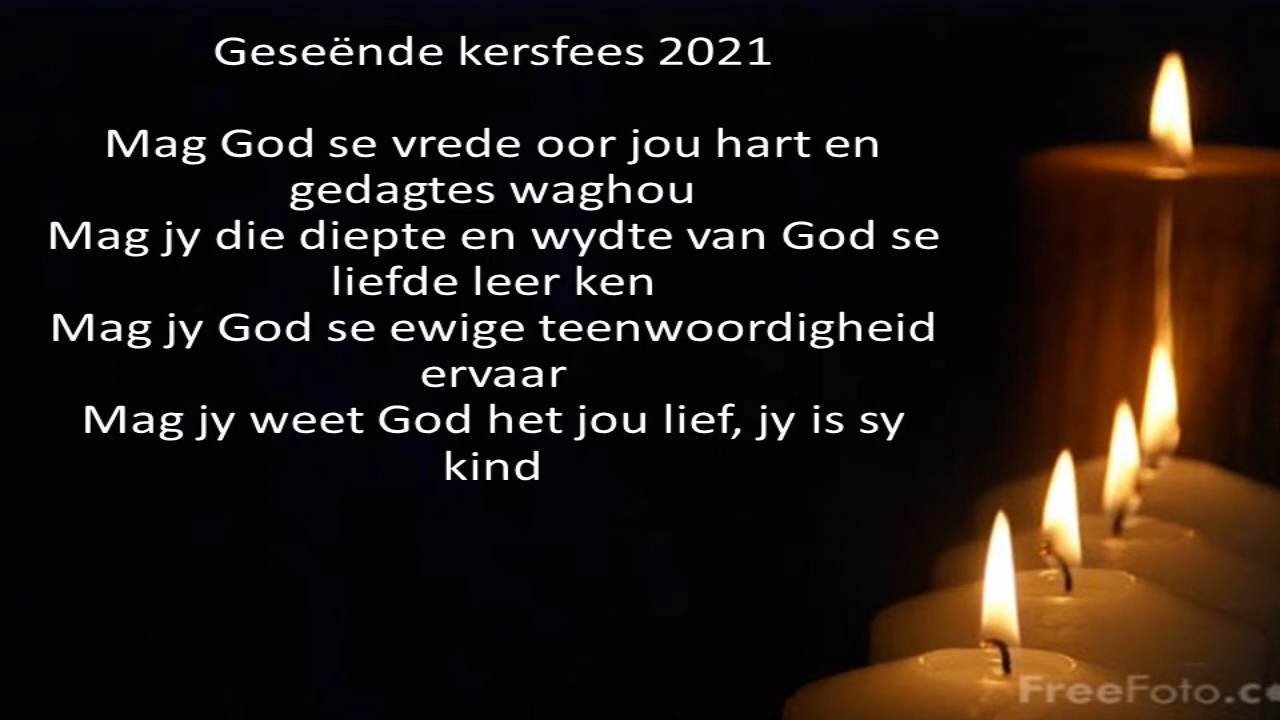 Geseënde kersfees 2021
Mag God se vrede oor jou hart en
gedagtes waghou
Mag jy die diepte en wydte van God se
liefde leer ken
Mag jy God se ewige teenwoordigheid
ervaar
Mag jy weet God het jou lief, jy is sy
kind
FreeFoto.c